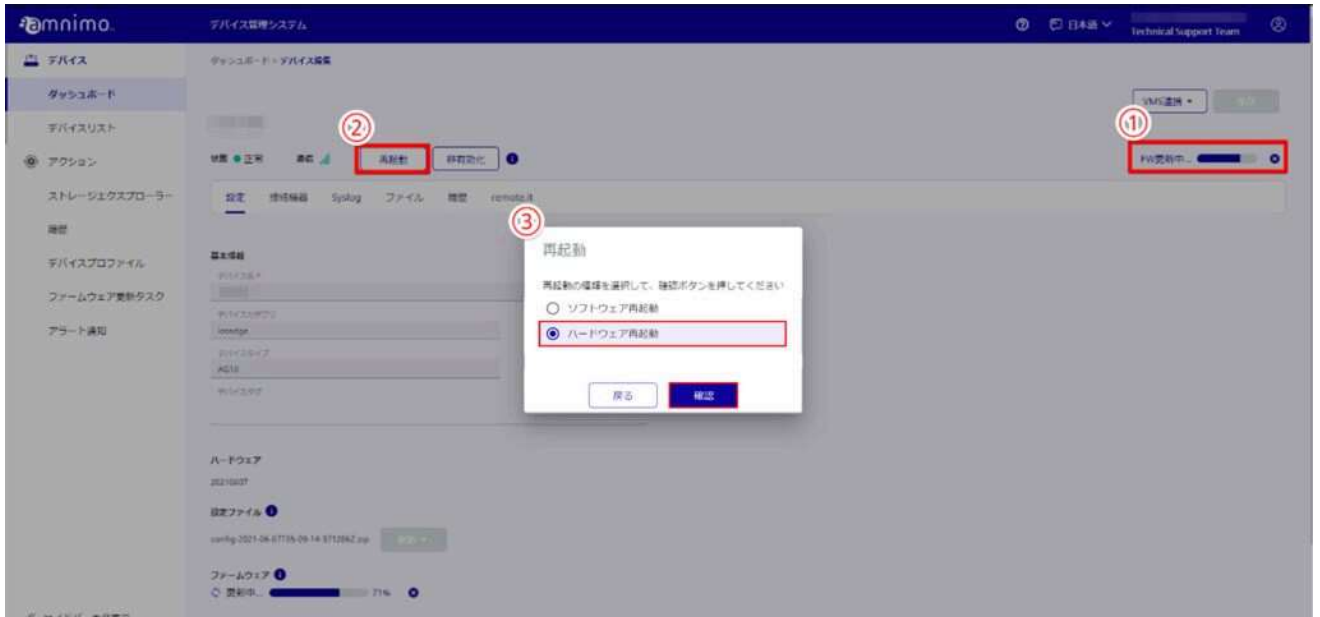 amnimo.
デバイス管理システム
日本語
Technical Support Team
デバイス
ダッシュボード > デバイス編集
ダッシュボード
VMS連携
デバイスリスト
②
①
アクション
状態 正常 通信 再起動 非有効化
FW更新中...
ストレージエクスプローラー
設定 接続機器 Syslog ファイル 履歴 remote.it
③
履歴
再起動
デバイスプロファイル
基本情報
再起動の種類を選択して、確認ボタンを押してください
ファームウェア更新タスク
ソフトウェア再起動
アラート通知
ハードウェア再起動
デバイスタイプ
AG10
デバイスタグ
戻る 確認
ハードウェア
設定ファイル
ファームウェア
更新中... 71%